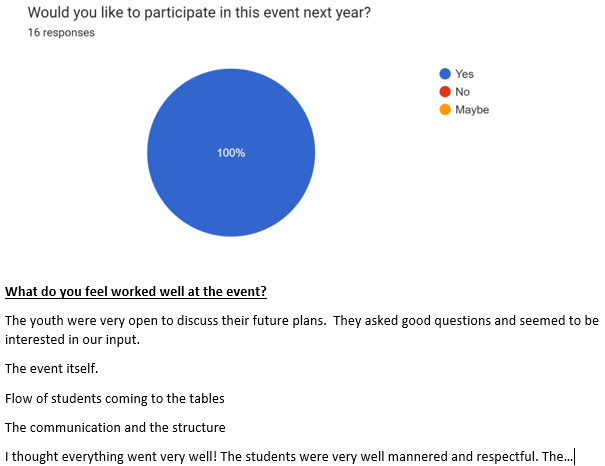 Would you like to participate in this event next year?
16 responses
Yes
No
Maybe
100%
What do you feel worked well at the event?
The youth were very open to discuss their future plans.  They asked good questions and seemed to be
interested in our input.
The event itself.
Flow of students coming to the tables
The communication and the structure
I thought everything went very well! The students were very well mannered and respectful. The...